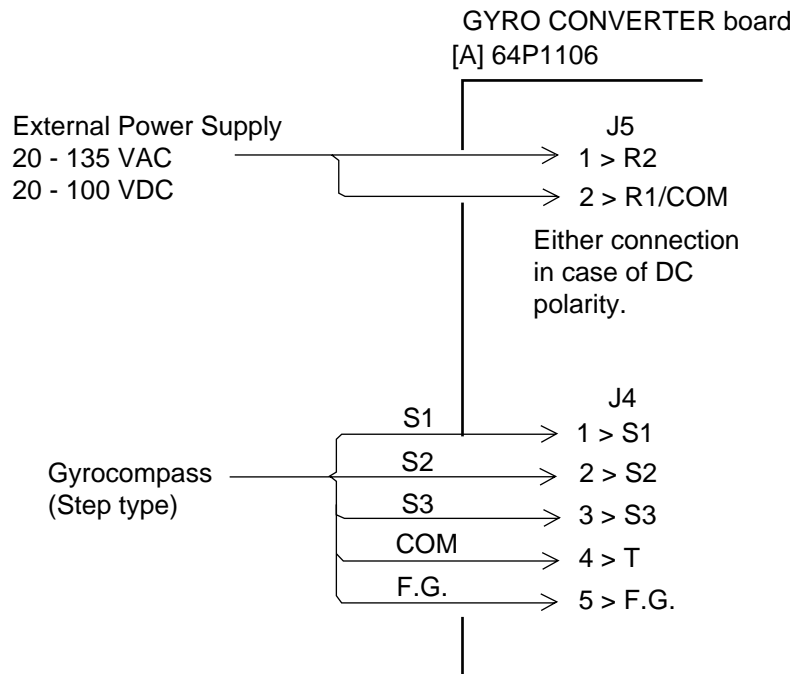 GYRO CONVERTER board
[A] 64P1106
External Power Supply
20 - 135 VAC
20 - 100 VDC
J5
1 > R2
2 > R1/COM
Either connection
in case of DC
polarity.
J4
S1
1 > S1
Gyrocompass
(Step type)
S2
2 > S2
S3
3 > S3
COM
4 > T
F.G.
5 > F.G.